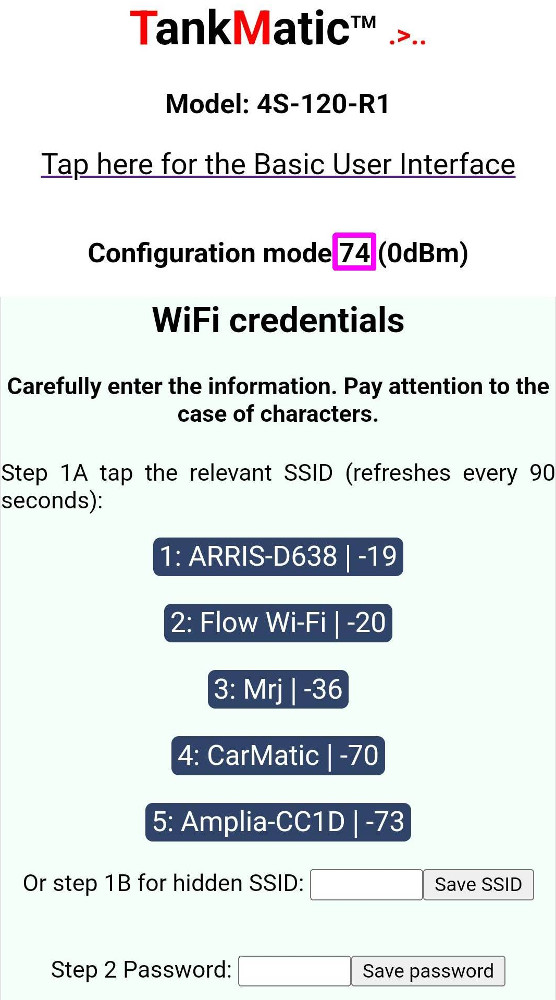 TankMatic™ .>..
Model: 4S-120-R1
Tap here for the Basic User Interface
Configuration mode 74 (0dBm)
WiFi credentials
Carefully enter the information. Pay attention to the
case of characters.
Step 1A tap the relevant SSID (refreshes every 90
seconds):
1: ARRIS-D638 | -19
2: Flow Wi-Fi | -20
3: Mrj | -36
4: CarMatic | -70
5: Amplia-CC1D | -73
Or step 1B for hidden SSID: Save SSID
Step 2 Password: Save password